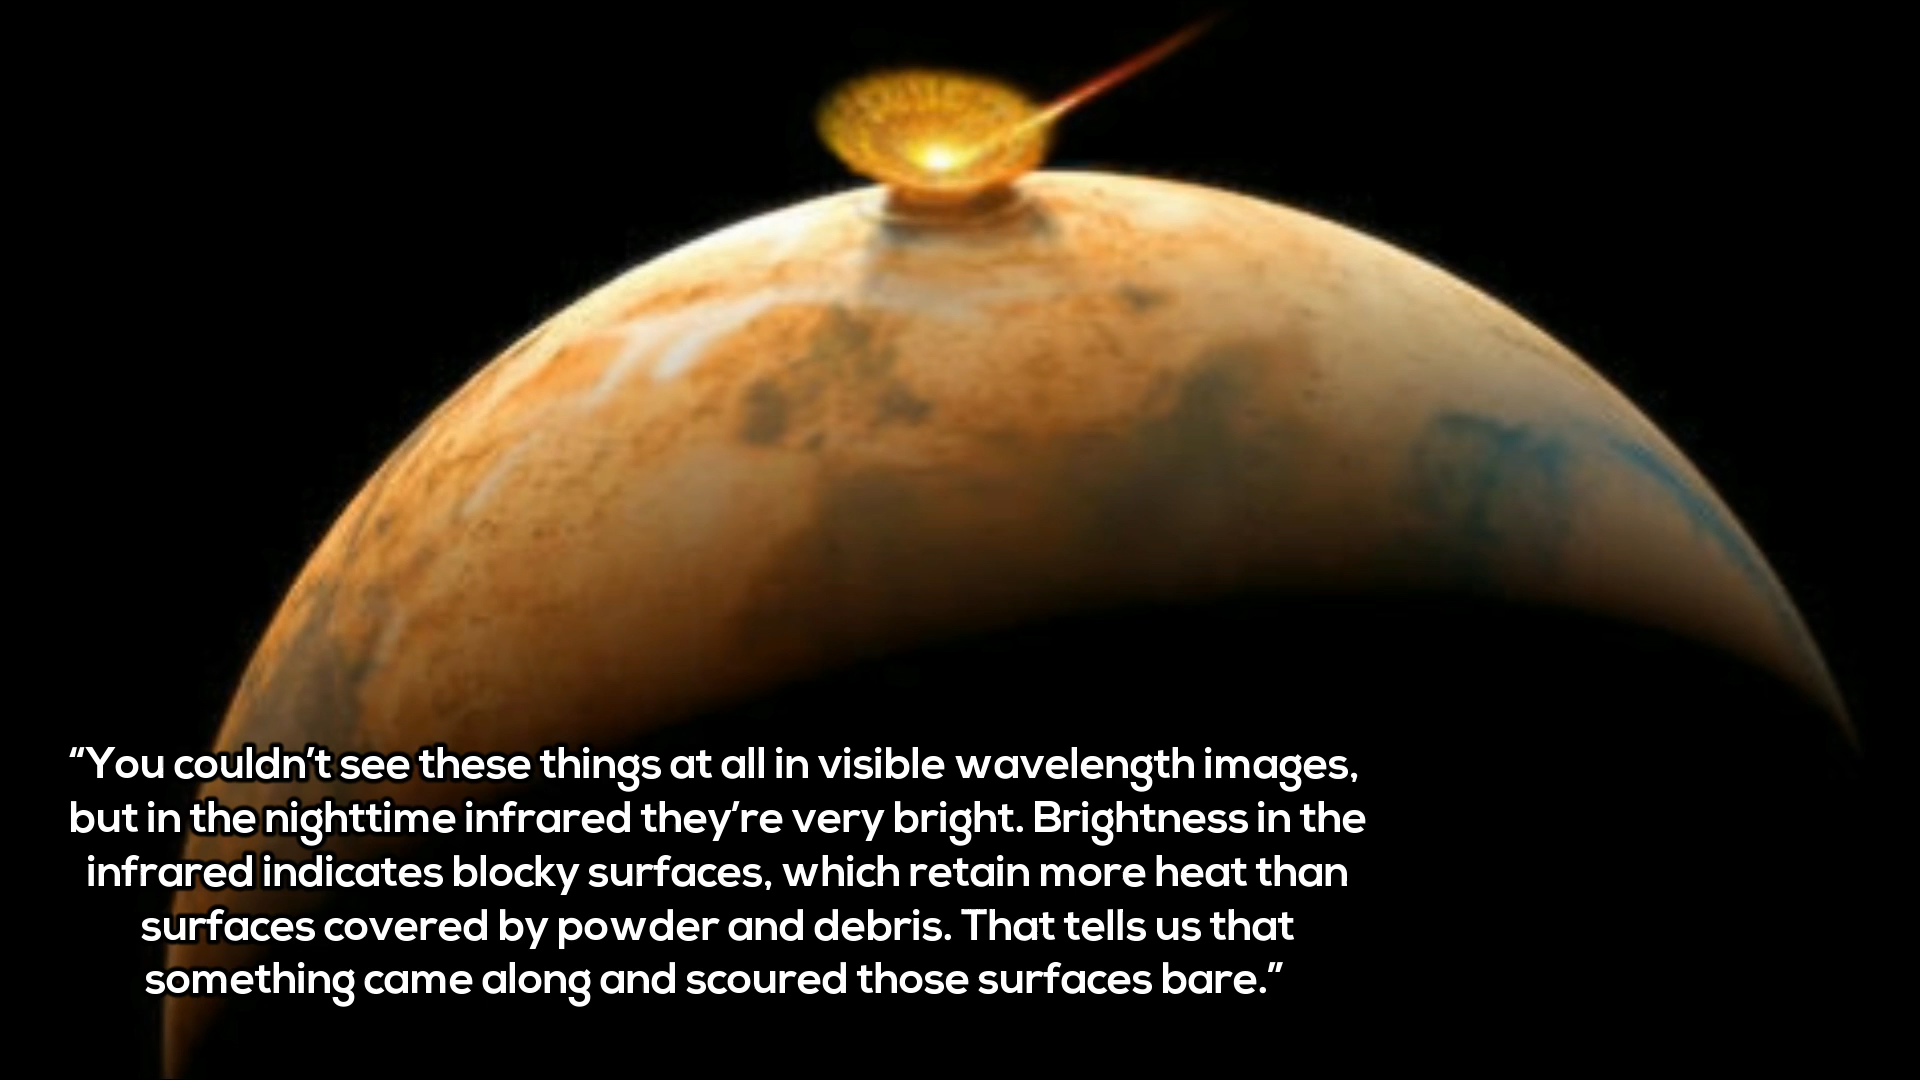 “You couldn’t see these things at all in visible wavelength images,
but in the nighttime infrared they’re very bright. Brightness in the
infrared indicates blocky surfaces, which retain more heat than
surfaces covered by powder and debris. That tells us that
something came along and scoured those surfaces bare.”